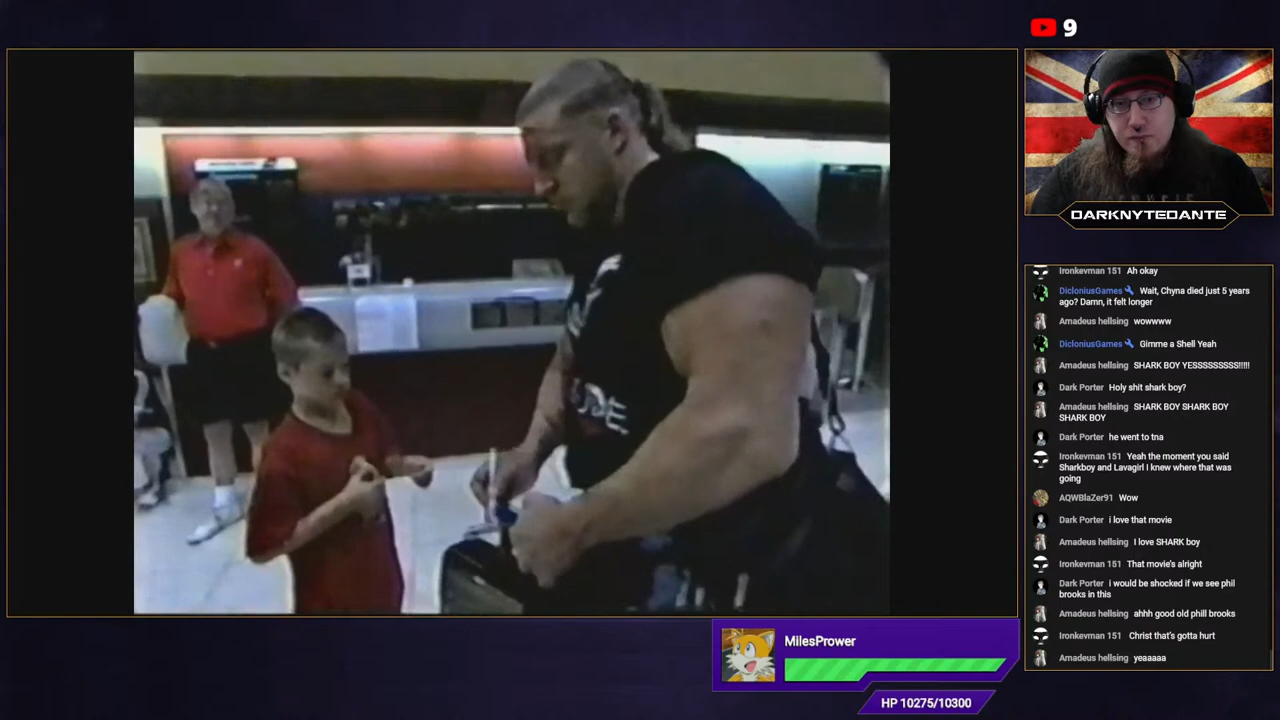 9
DARKNYTEDANTE
Ironkevman 151 Ah okay
DicloniusGames Wait, Chyna died just 5 years
ago? Damn, it felt longer
Amadeus hellsing wowwww
DicloniusGames Gimme a Shell Yeah
Amadeus hellsing SHARK BOY YESSSSSSSSS!!!!!
Dark Porter Holy shit shark boy?
Amadeus hellsing SHARK BOY SHARK BOY
SHARK BOY
Dark Porter he went to tna
Ironkevman 151 Yeah the moment you said
Sharkboy and Lavagirl I knew where that was
going
AQWBlaZer91 Wow
Dark Porter i love that movie
Amadeus hellsing I love SHARK boy
Ironkevman 151 That movie's alright
Dark Porter i would be shocked if we see phil
brooks in this
Amadeus hellsing ahhh good old phill brooks
Ironkevman 151 Christ that's gotta hurt
Amadeus hellsing yeaaaaa
MilesPrower
HP 10275/10300